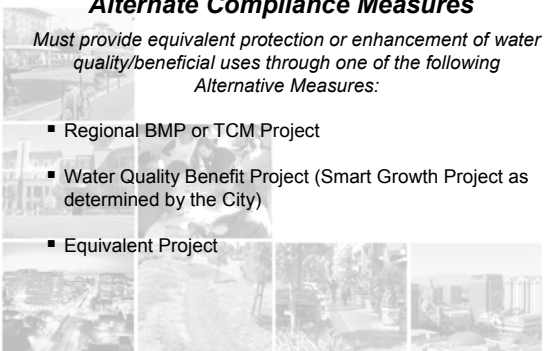 Alternate Compliance Measures
Must provide equivalent protection or enhancement of water
quality/beneficial uses through one of the following
Alternative Measures:
▪ Regional BMP or TCM Project
▪ Water Quality Benefit Project (Smart Growth Project as
determined by the City)
▪ Equivalent Project